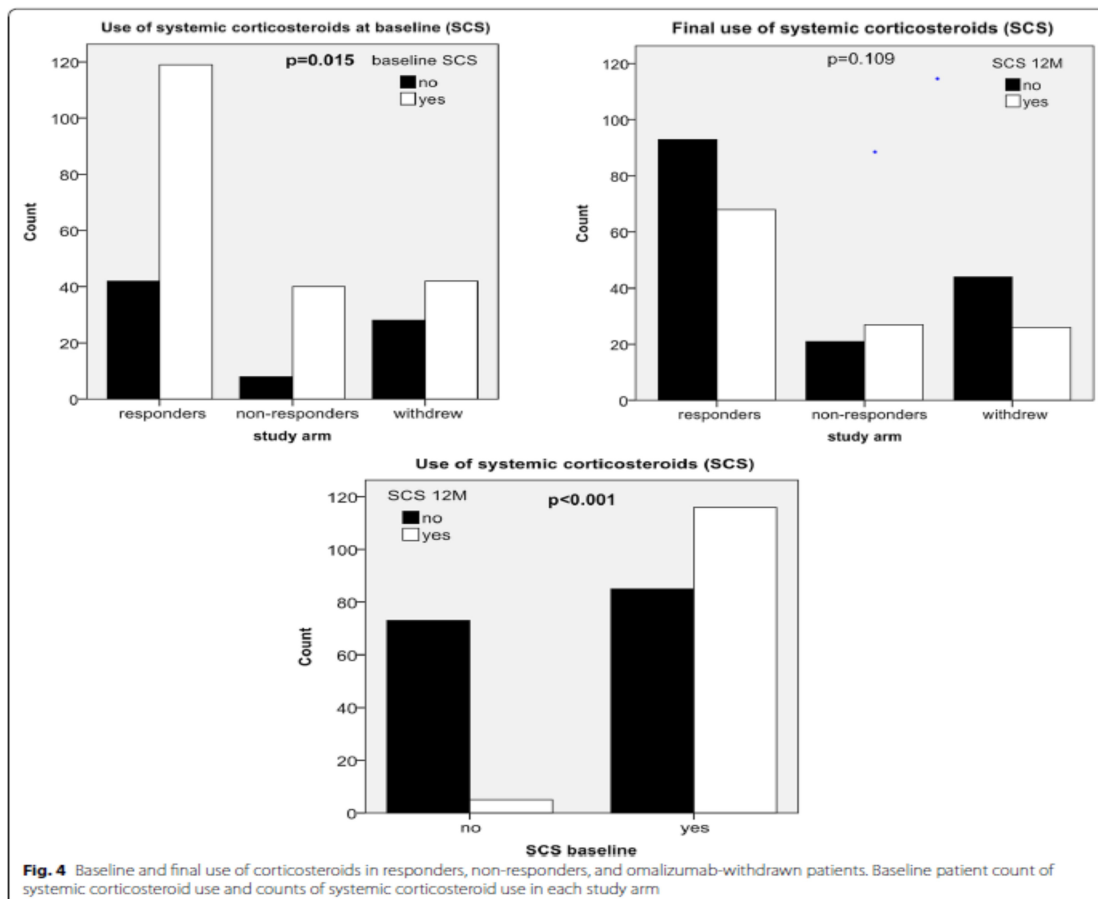 Use of systemic corticosteroids at baseline (SCS)
p=0.015 baseline SCS
no
yes
120
100
80
60
40
20
0
Count
responders non-responders withdrew
study arm
Final use of systemic corticosteroids (SCS)
p=0.109
SCS 12M
no
yes
120
100
80
60
40
20
0
Count
responders non-responders withdrew
study arm
Use of systemic corticosteroids (SCS)
SCS 12M p<0.001
no
yes
120
100
80
60
40
20
0
Count
no yes
SCS baseline
Fig. 4 Baseline and final use of corticosteroids in responders, non-responders, and omalizumab-withdrawn patients. Baseline patient count of
systemic corticosteroid use and counts of systemic corticosteroid use in each study arm